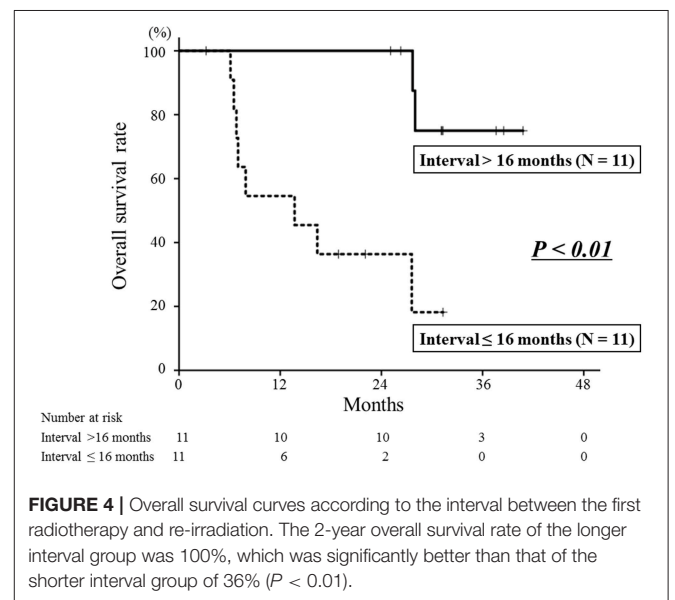 (%)
100
80
60
40
20
0
Overall survival rate
Interval > 16 months (N = 11)
P < 0.01
Interval ≤ 16 months (N = 11)
0 12 24 36 48
Months
Number at risk
Interval >16 months 11 10 10 3 0
Interval ≤ 16 months 11 6 2 0 0
FIGURE 4 | Overall survival curves according to the interval between the first
radiotherapy and re-irradiation. The 2-year overall survival rate of the longer
interval group was 100%, which was significantly better than that of the
shorter interval group of 36% (P < 0.01).